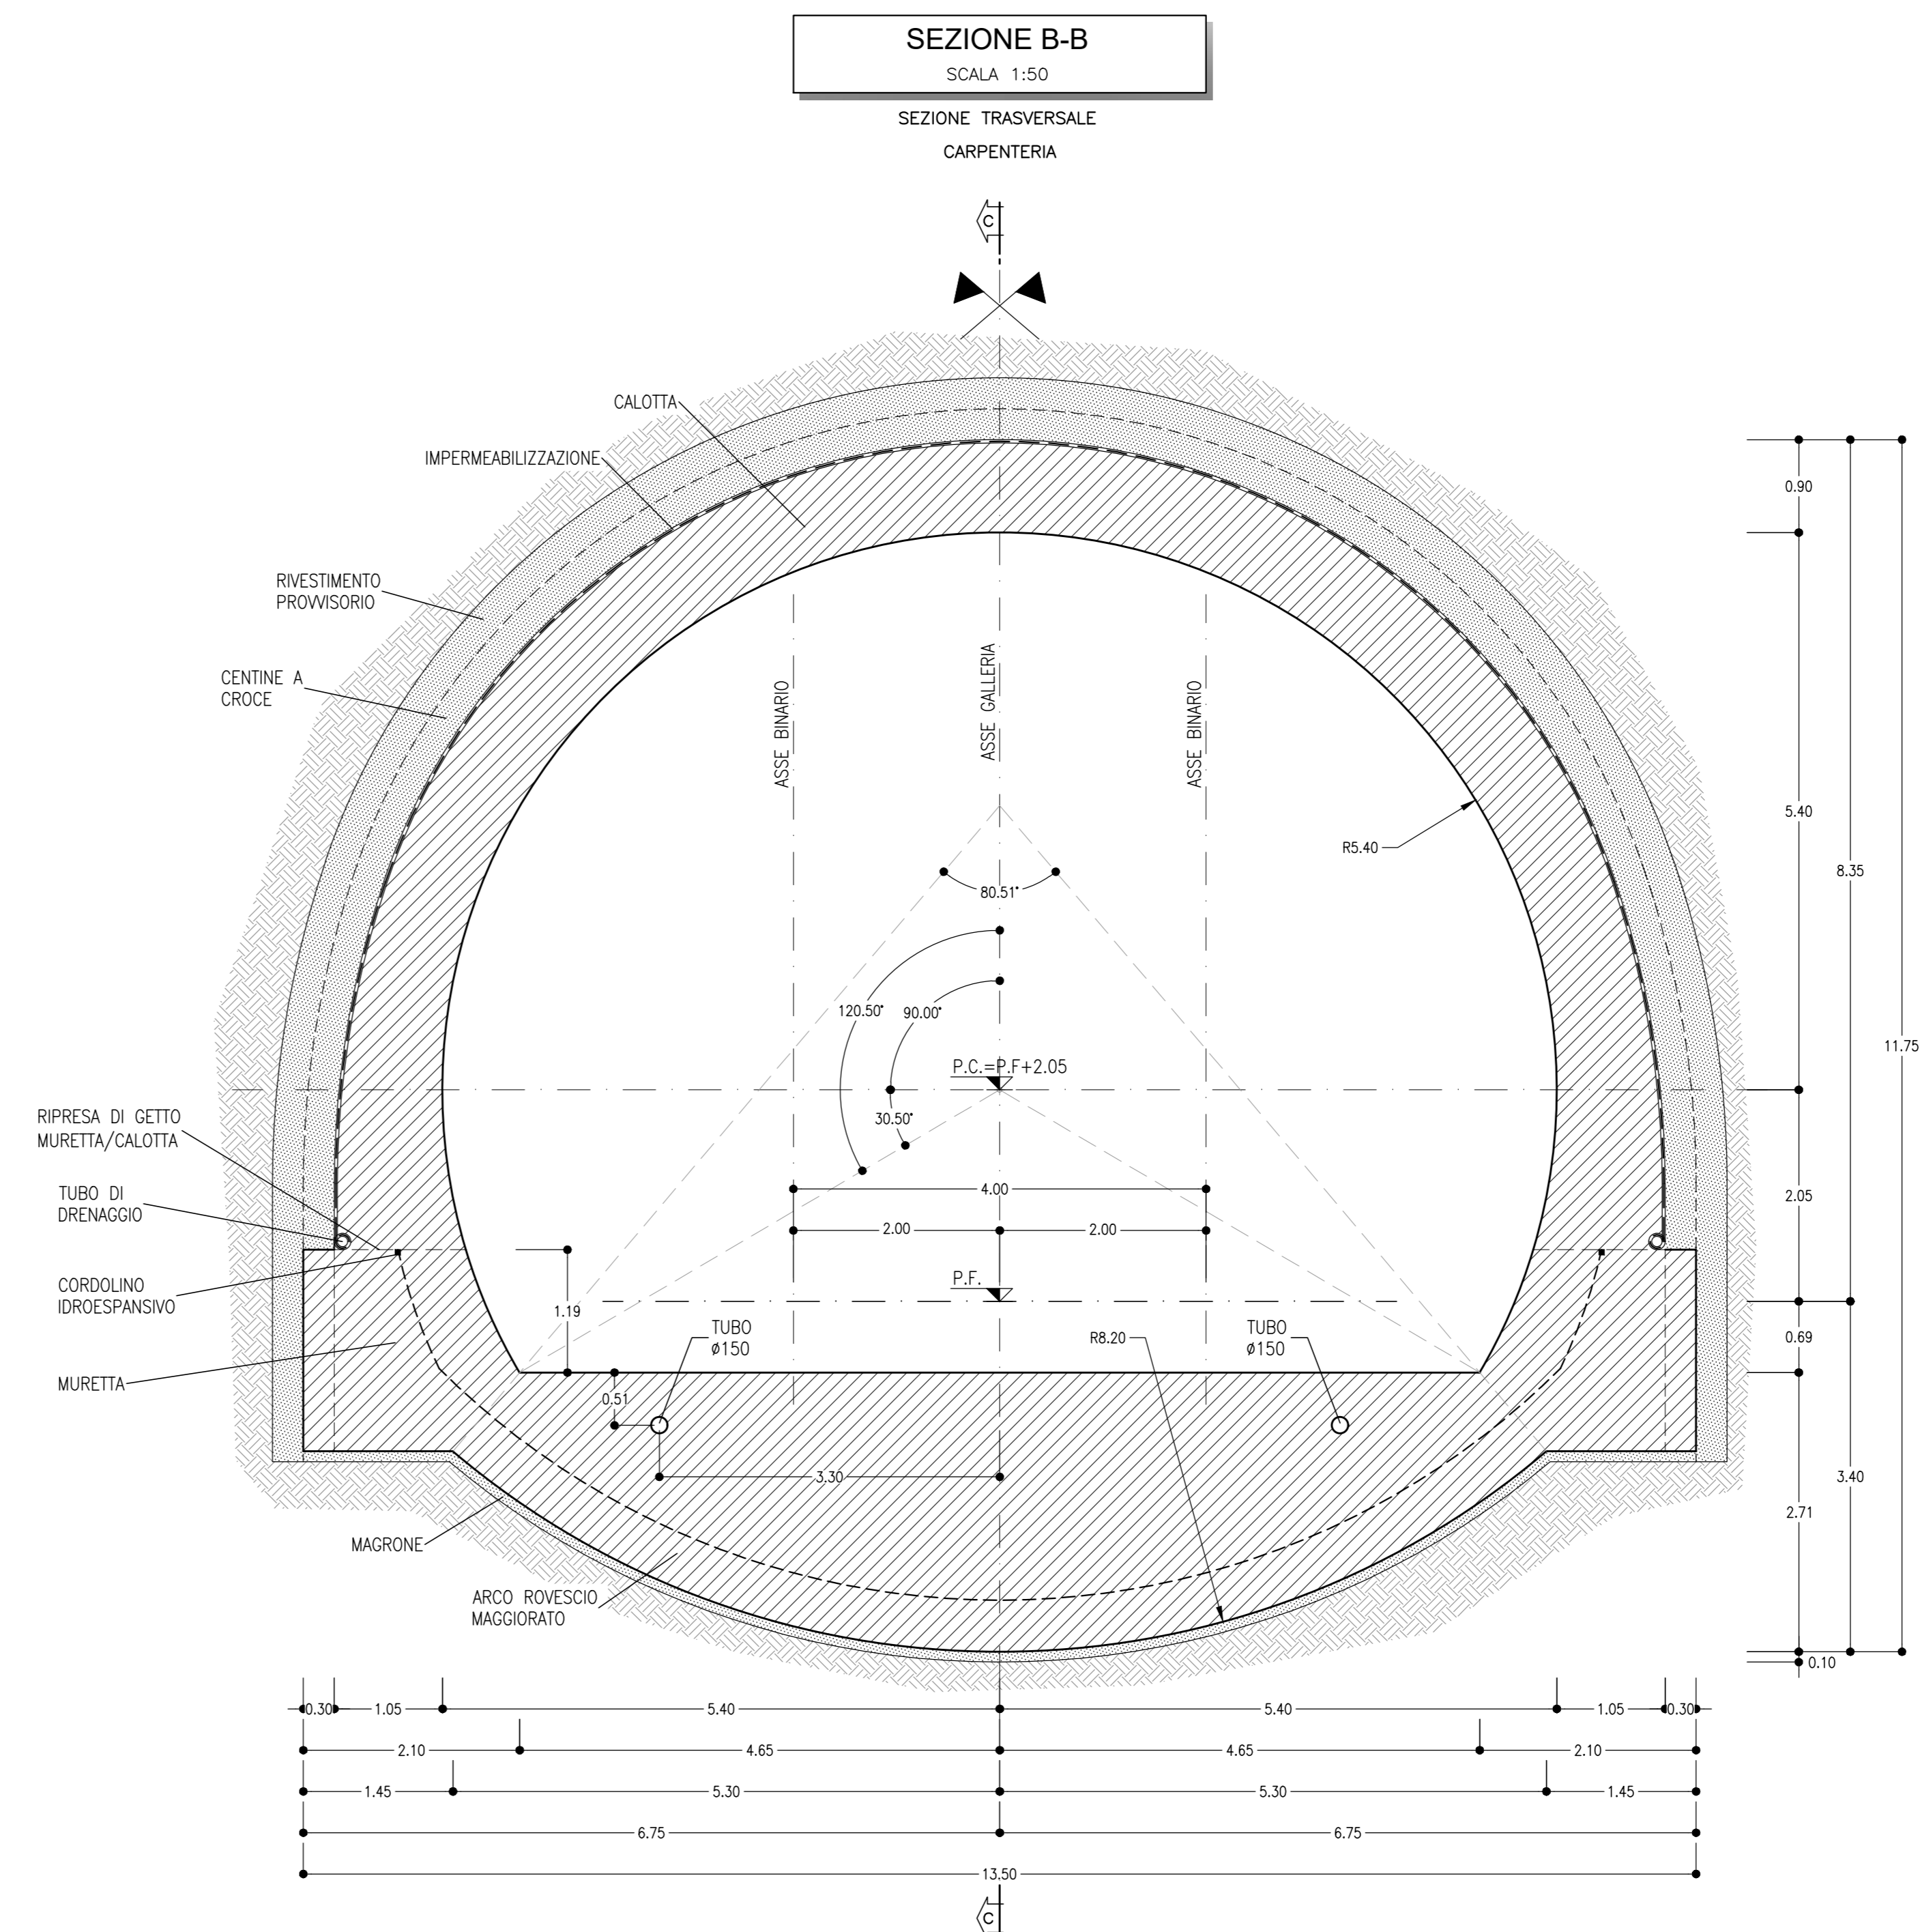 SEZIONE B-B
SCALA 1:50
SEZIONE TRASVERSALE
CARPENTERIA
C
CALOTTA
IMPERMEABILIZZAZIONE
RIVESTIMENTO
PROVVISORIO
CENTINE A
CROCE
ASSE BINARIO
ASSE GALLERIA
ASSE BINARIO
R5.40
80.51°
120.50°
90.00°
30.50°
P.C.=P.F+2.05
4.00
2.00
2.00
P.F.
RIPRESA DI GETTO
MURETTA/CALOTTA
TUBO DI
DRENAGGIO
CORDOLINO
IDROESPANSIVO
MURETTA
1.19
0.51
TUBO
ø150
R8.20
TUBO
ø150
3.30
MAGRONE
ARCO ROVESCIO
MAGGIORATO
0.90
5.40
8.35
11.75
2.05
0.69
3.40
2.71
0.10
0.30
1.05
5.40
5.40
1.05
0.30
2.10
4.65
4.65
2.10
1.45
5.30
5.30
1.45
6.75
6.75
13.50
C